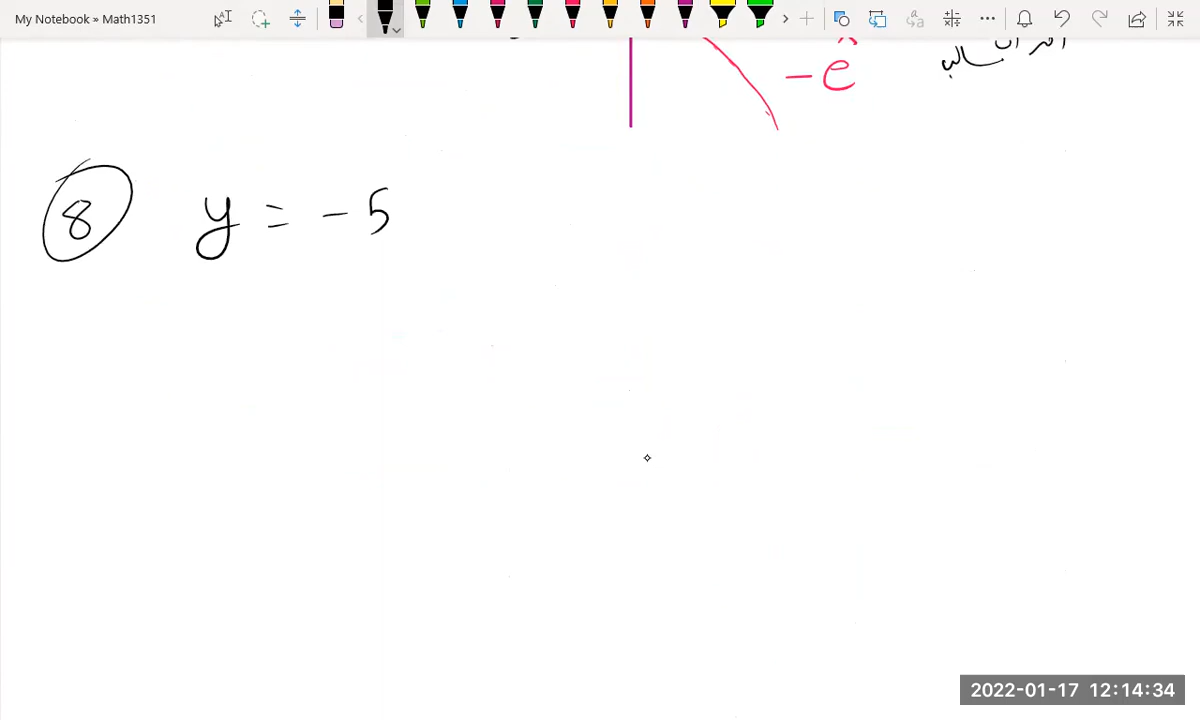 My Notebook » Math1351
- e^x
8 y = - 5
2022-01-17 12:14:34